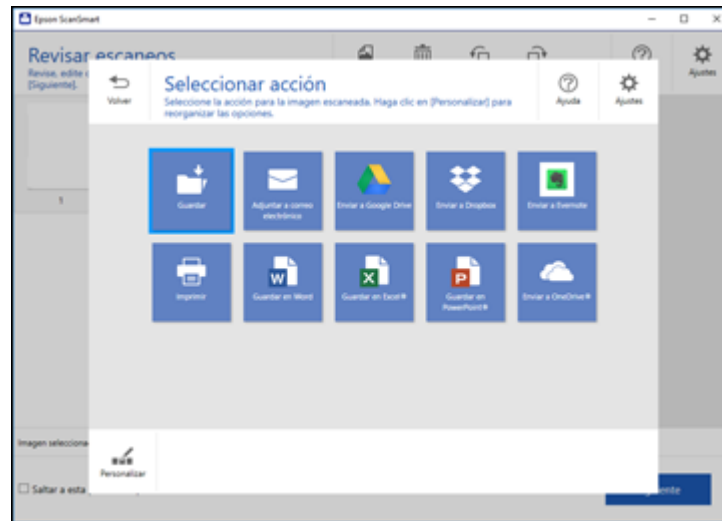 Epson ScanSmart
Revisar escaneos
Revise, edite
[Siguiente].
Ajustes
Volver
Seleccionar acción
Seleccione la acción para la imagen escaneada. Haga clic en [Personalizar] para
reorganizar las opciones.
Ayuda
Ajustes
1
Guardar
Adjuntar a correo
electrónico
Enviar a Google Drive
Enviar a Dropbox
Enviar a Evernote
Imprimir
Guardar en Word
Guardar en Excel®
Guardar en
PowerPoint®
Enviar a OneDrive®
Imagen selecciona
Personalizar
Saltar a esta